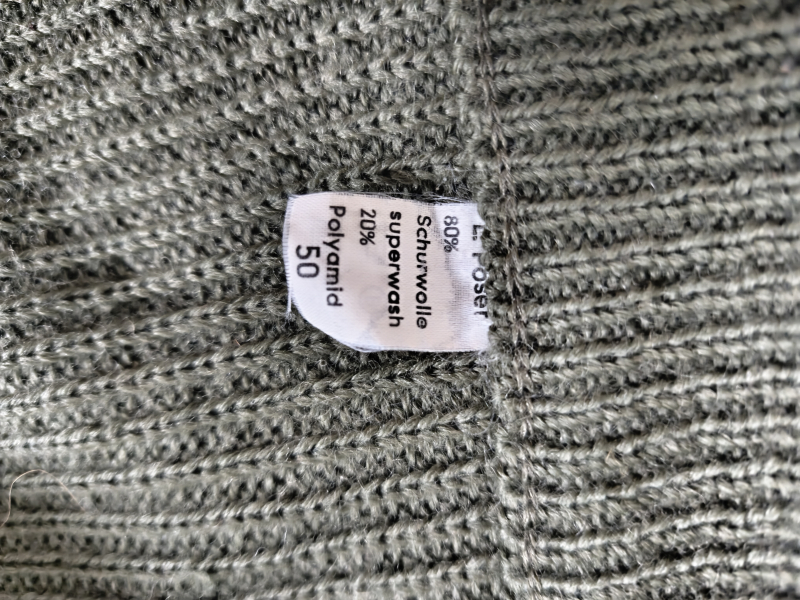 L. Poser
80%
Schurwolle
superwash
20%
Polyamid
50